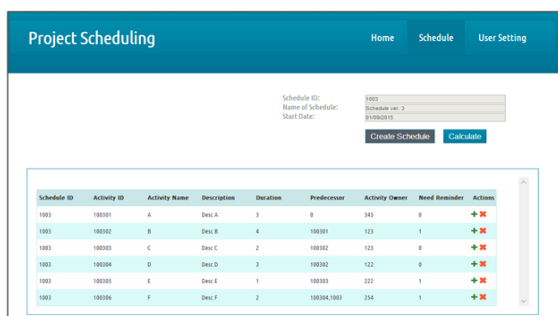 Project Scheduling
Home Schedule User Setting
Schedule ID: 1003
Name of Schedule: Schedule ver. 3
Start Date: 01/09/2015
Create Schedule Calculate
Schedule ID Activity ID Activity Name Description Duration Predecessor Activity Owner Need Reminder Actions
1003 100301 A Desc A 3 0 345 0
1003 100302 B Desc B 4 100301 123 1
1003 100303 C Desc C 2 100302 123 0
1003 100304 D Desc D 3 100302 122 0
1003 100305 E Desc E 1 100303 222 1
1003 100306 F Desc F 2 100304,1003 254 1